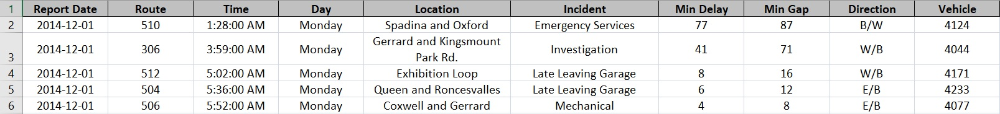 1 Report Date Route Time Day Location Incident Min Delay Min Gap Direction Vehicle
2 2014-12-01 510 1:28:00 AM Monday Spadina and Oxford Emergency Services 77 87 B/W 4124
3 2014-12-01 306 3:59:00 AM Monday Gerrard and Kingsmount Park Rd. Investigation 41 71 W/B 4044
4 2014-12-01 512 5:02:00 AM Monday Exhibition Loop Late Leaving Garage 8 16 W/B 4171
5 2014-12-01 504 5:36:00 AM Monday Queen and Roncesvalles Late Leaving Garage 6 12 E/B 4233
6 2014-12-01 506 5:52:00 AM Monday Coxwell and Gerrard Mechanical 4 8 E/B 4077